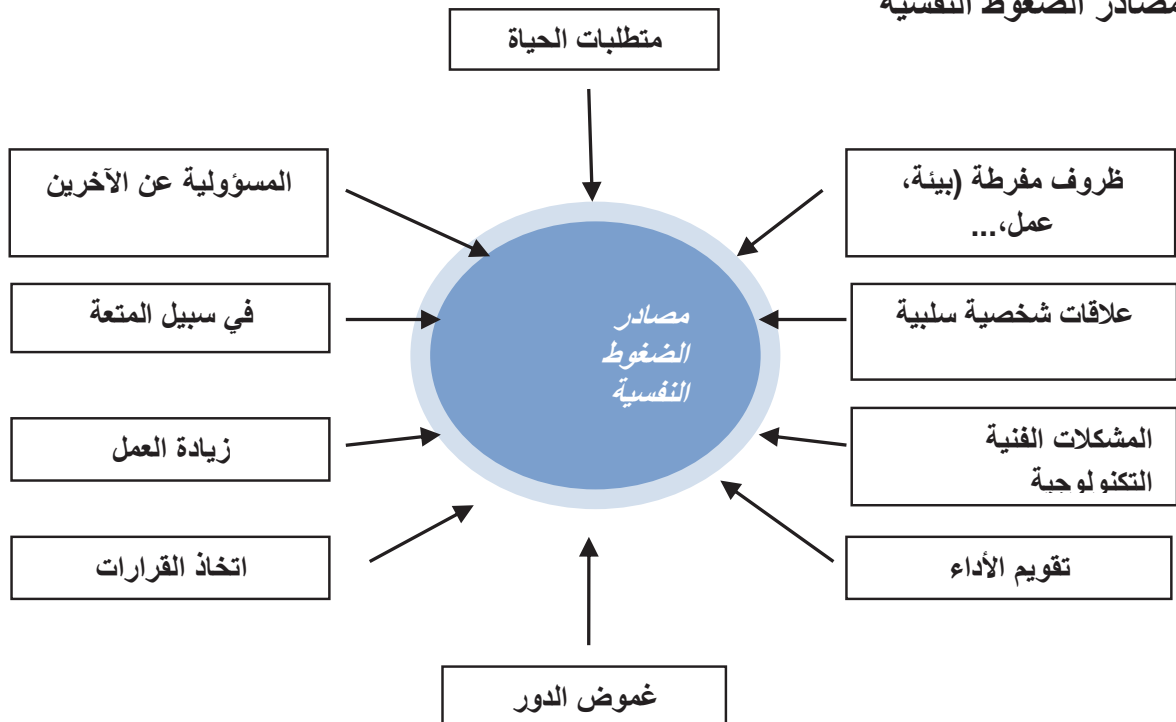 مصادر الضغوط النفسية
متطلبات الحياة
ظروف مفرطة (بيئة،
عمل،...
المسؤولية عن الآخرين
علاقات شخصية سلبية
في سبيل المتعة
مصادر
الضغوط
النفسية
المشكلات الفنية
التكنولوجية
زيادة العمل
تقويم الأداء
اتخاذ القرارات
غموض الدور